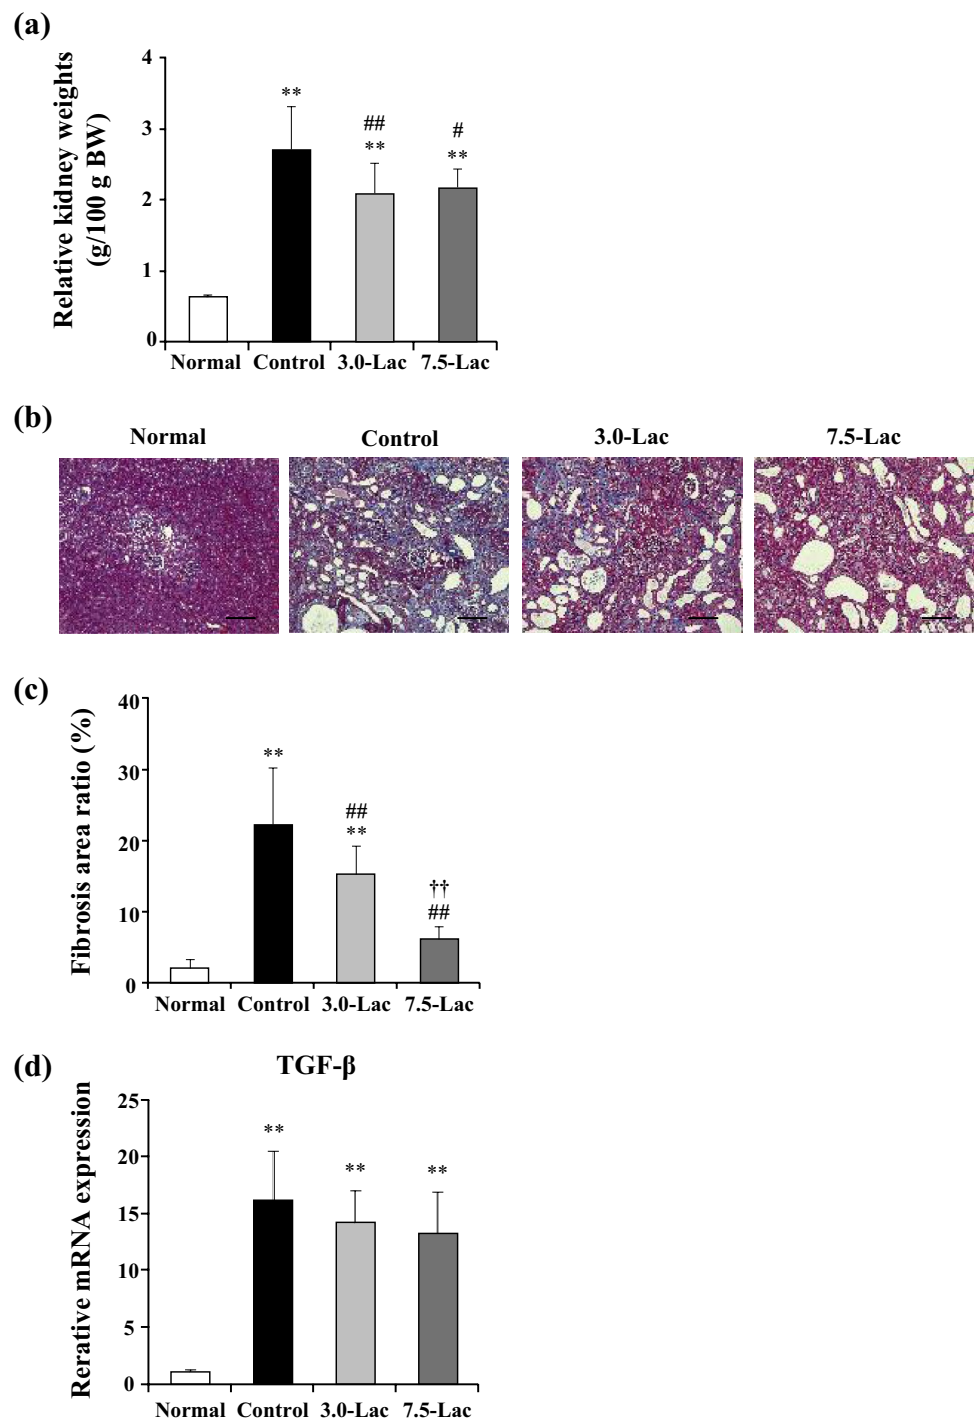 (a)
Relative kidney weights
(g/100 g BW)
4
3
2
1
0
**
##
**
#
**
Normal Control 3.0-Lac 7.5-Lac
(b)
Normal Control 3.0-Lac 7.5-Lac
(c)
Fibrosis area ratio (%)
40
30
20
10
0
**
##
**
††
##
Normal Control 3.0-Lac 7.5-Lac
(d)
TGF-β
Rerative mRNA expression
25
20
15
10
5
0
**
**
**
Normal Control 3.0-Lac 7.5-Lac